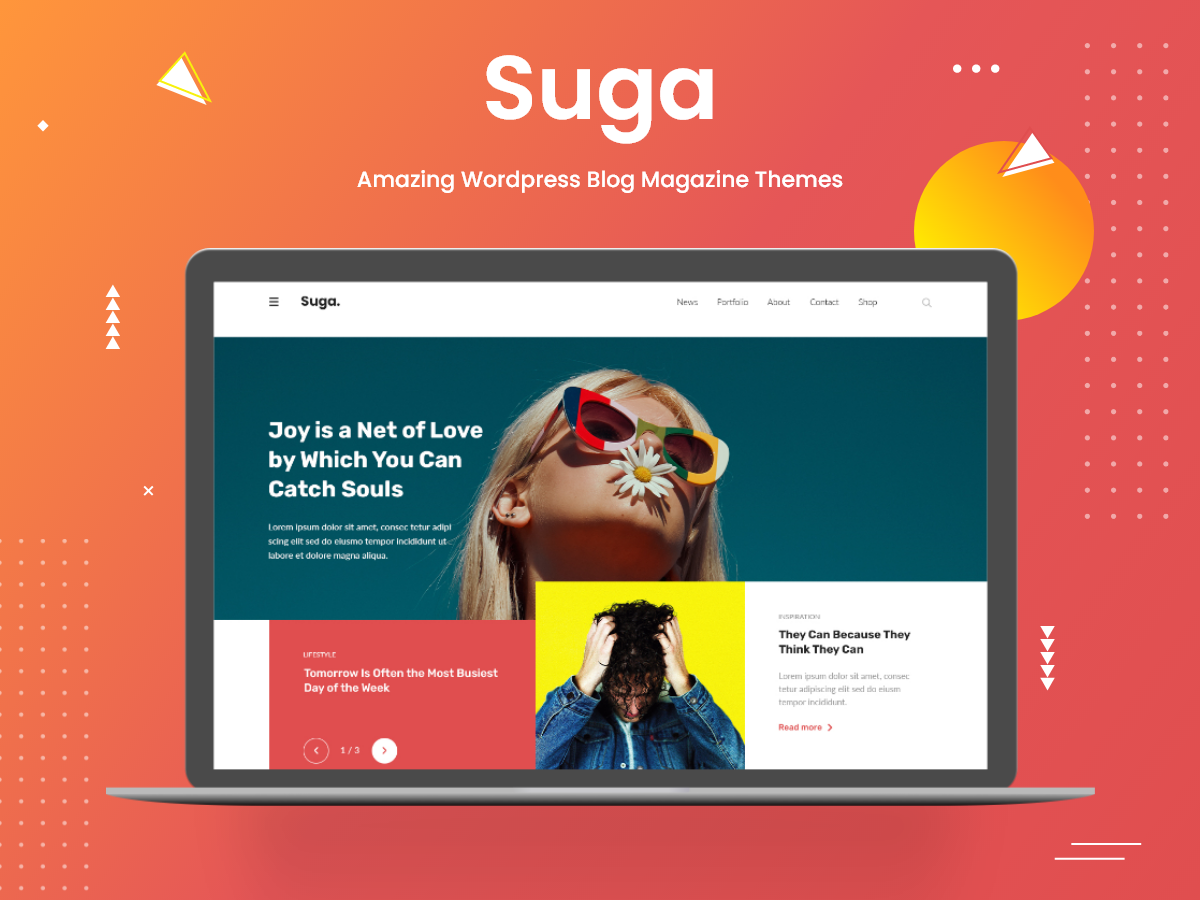 Suga
Amazing Wordpress Blog Magazine Themes
Suga.
News
Portfolio
About
Contact
Shop
Joy is a Net of Love
by Which You Can
Catch Souls
Lorem ipsum dolor sit amet, consec tetur adipi
scing elit sed do eiusmo tempor incididunt ut
labore et dolore magna aliqua.
LIFESTYLE
Tomorrow Is Often the Most Busiest
Day of the Week
1 / 3
INSPIRATION
They Can Because They
Think They Can
Lorem ipsum dolor sit amet, consec
tetur adipiscing elit sed do eiusm
tempor incididunt.
Read more